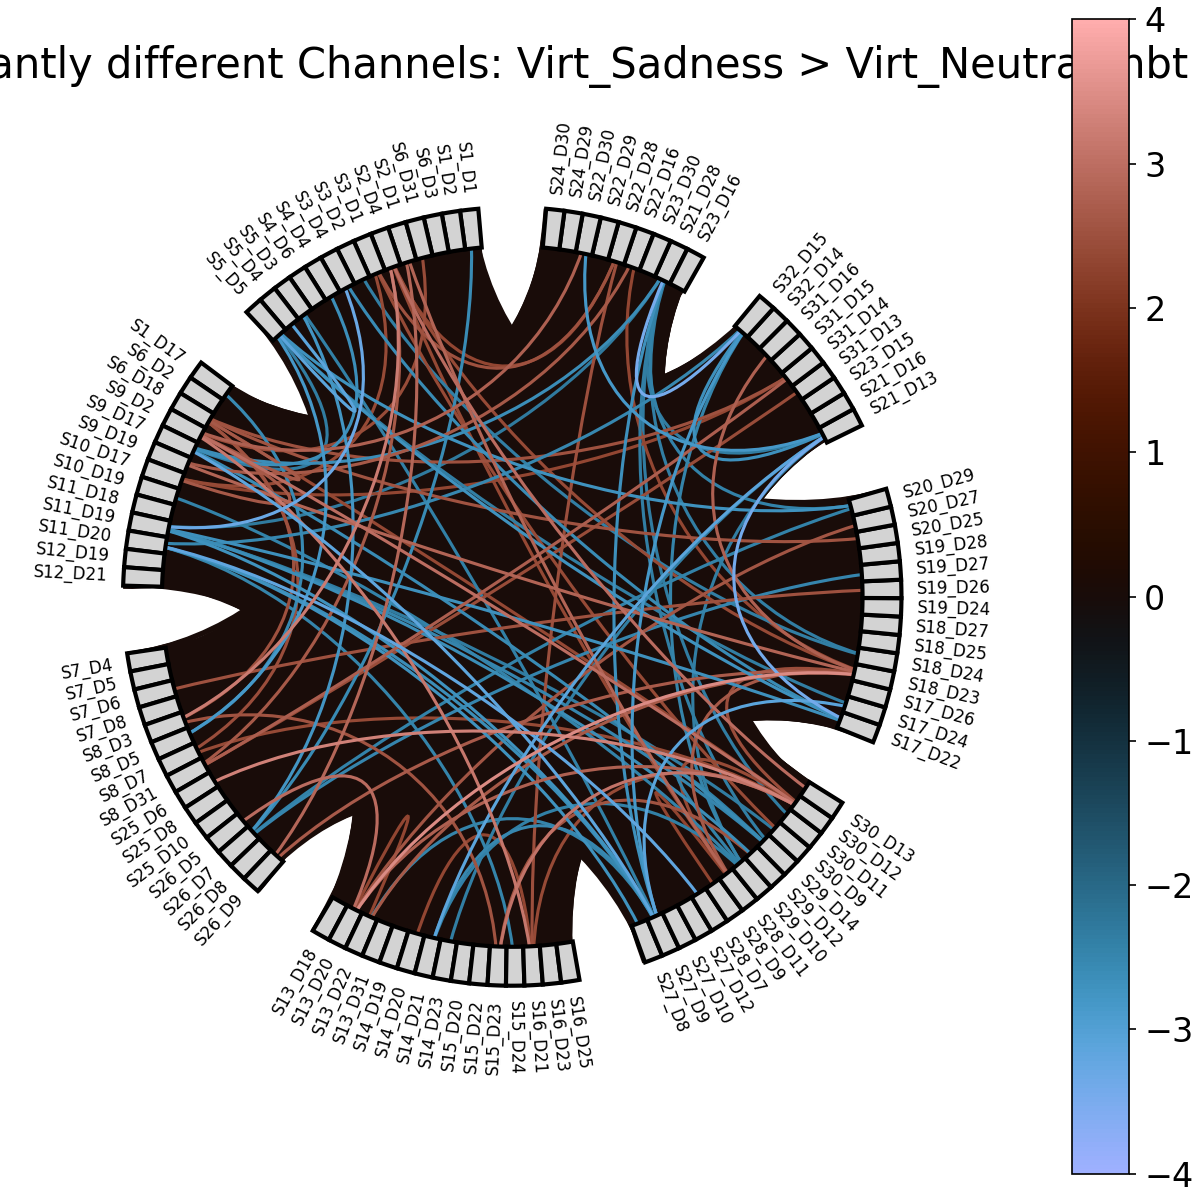 antly different Channels: Virt_Sadness > Virt_Neutra nbt
S1_D1
S1_D2
S6_D3
S6_D31
S2_D1
S2_D4
S3_D1
S3_D2
S3_D4
S4_D4
S4_D6
S5_D3
S5_D4
S5_D5
S1_D17
S6_D2
S6_D18
S9_D2
S9_D17
S9_D19
S10_D17
S10_D19
S11_D18
S11_D19
S11_D20
S12_D19
S12_D21
S7_D4
S7_D5
S7_D6
S7_D8
S8_D3
S8_D5
S8_D7
S8_D31
S25_D6
S25_D8
S25_D10
S26_D5
S26_D7
S26_D8
S26_D9
S13_D18
S13_D20
S13_D22
S13_D31
S14_D19
S14_D20
S14_D21
S14_D23
S15_D20
S15_D22
S15_D23
S15_D24
S16_D21
S16_D23
S16_D25
S27_D8
S27_D9
S27_D10
S27_D12
S28_D7
S28_D9
S28_D11
S29_D10
S29_D12
S29_D14
S30_D9
S30_D11
S30_D12
S30_D13
S17_D22
S17_D24
S17_D26
S18_D23
S18_D24
S18_D25
S18_D27
S19_D24
S19_D26
S19_D27
S19_D28
S20_D25
S20_D27
S20_D29
S21_D13
S21_D16
S23_D15
S31_D13
S31_D14
S31_D15
S31_D16
S32_D14
S32_D15
S23_D16
S21_D28
S23_D30
S22_D16
S22_D28
S22_D29
S22_D30
S24_D29
S24_D30
4
3
2
1
0
−1
−2
−3
−4